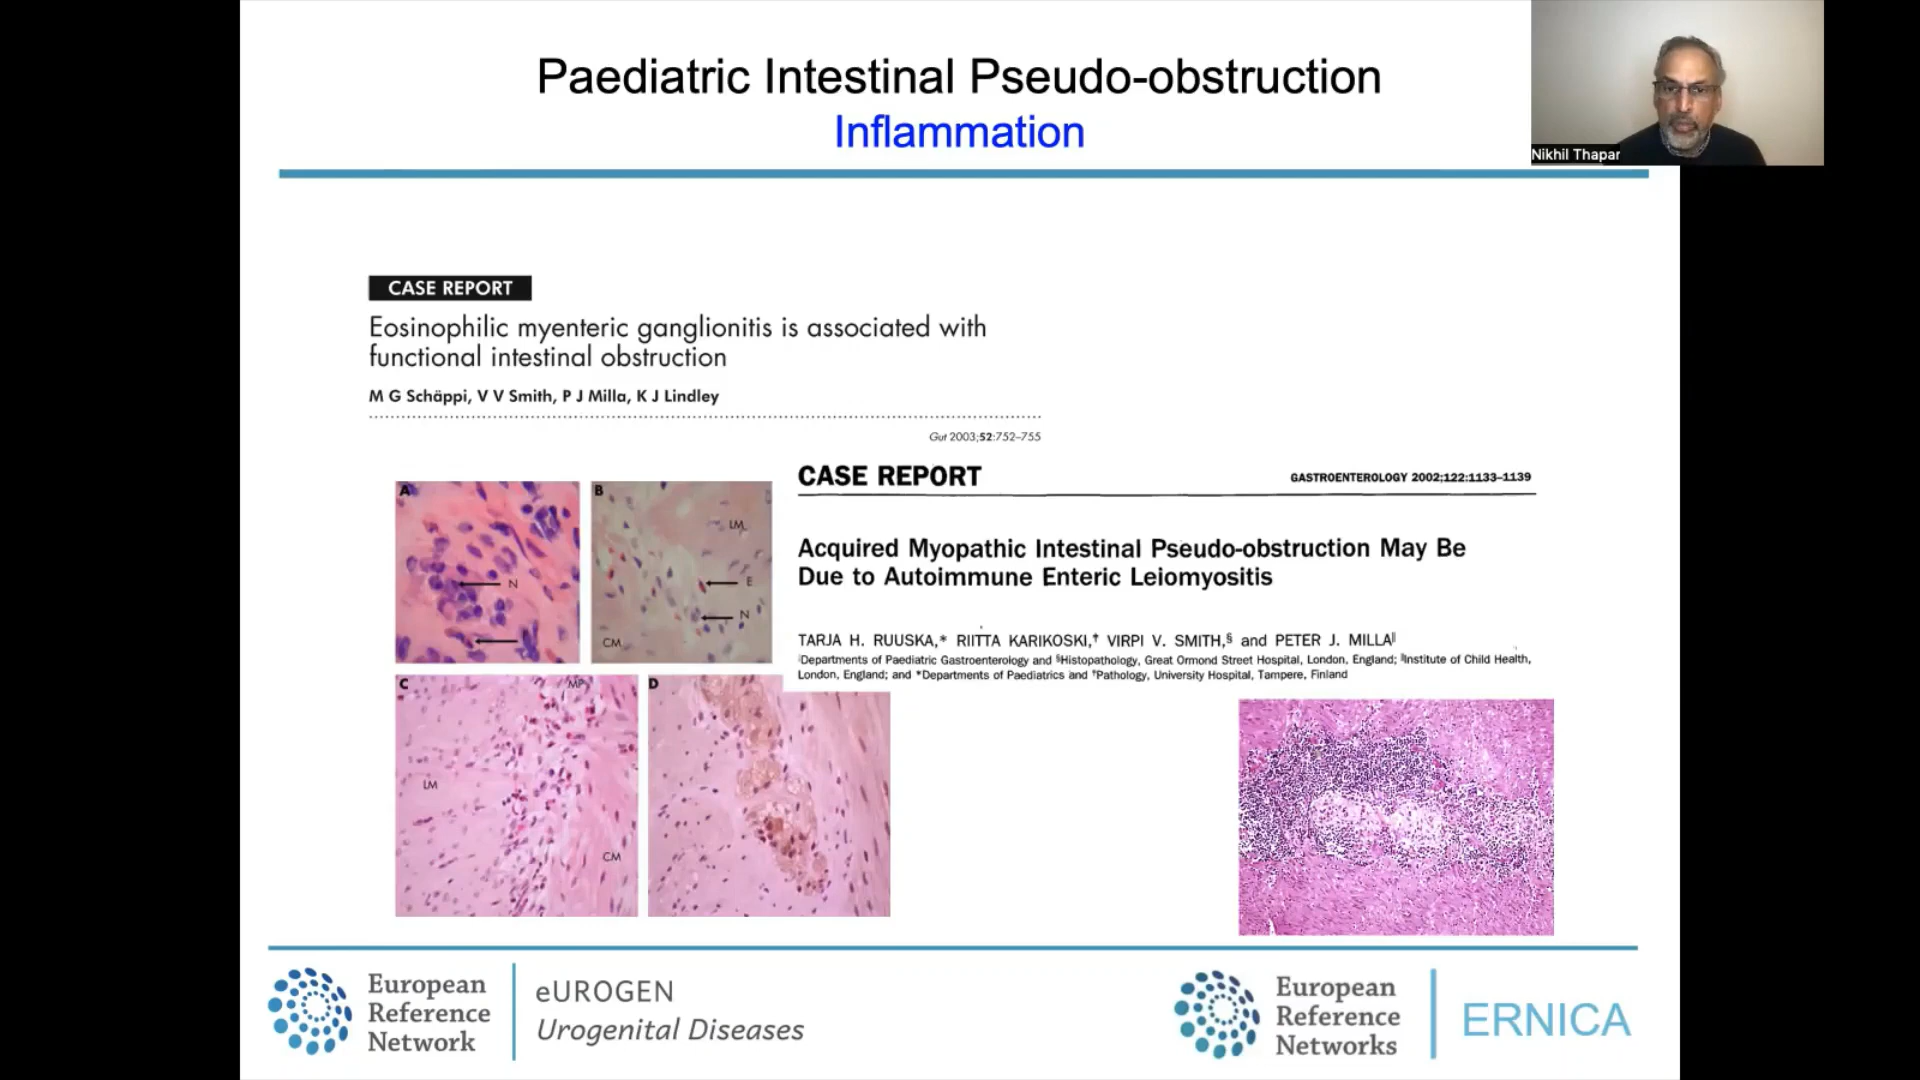 Paediatric Intestinal Pseudo-obstruction
Inflammation
Nikhil Thapar
CASE REPORT
Eosinophilic myenteric ganglionitis is associated with
functional intestinal obstruction
M G Schäppi, V V Smith, P J Milla, K J Lindley
Gut 2003;52:752–755
CASE REPORT
GASTROENTEROLOGY 2002;122:1133–1139
Acquired Myopathic Intestinal Pseudo-obstruction May Be
Due to Autoimmune Enteric Leiomyositis
TARJA H. RUUSKA,* RIITTA KARIKOSKI,† VIRPI V. SMITH,§ and PETER J. MILLA‖
Departments of Paediatric Gastroenterology and §Histopathology, Great Ormond Street Hospital, London, England; ‖Institute of Child Health,
London, England; and *Departments of Paediatrics and †Pathology, University Hospital, Tampere, Finland
A
N
B
LM
E
N
CM
C
MP
LM
CM
D
European
Reference
Network
eUROGEN
Urogenital Diseases
European
Reference
Networks
ERNICA